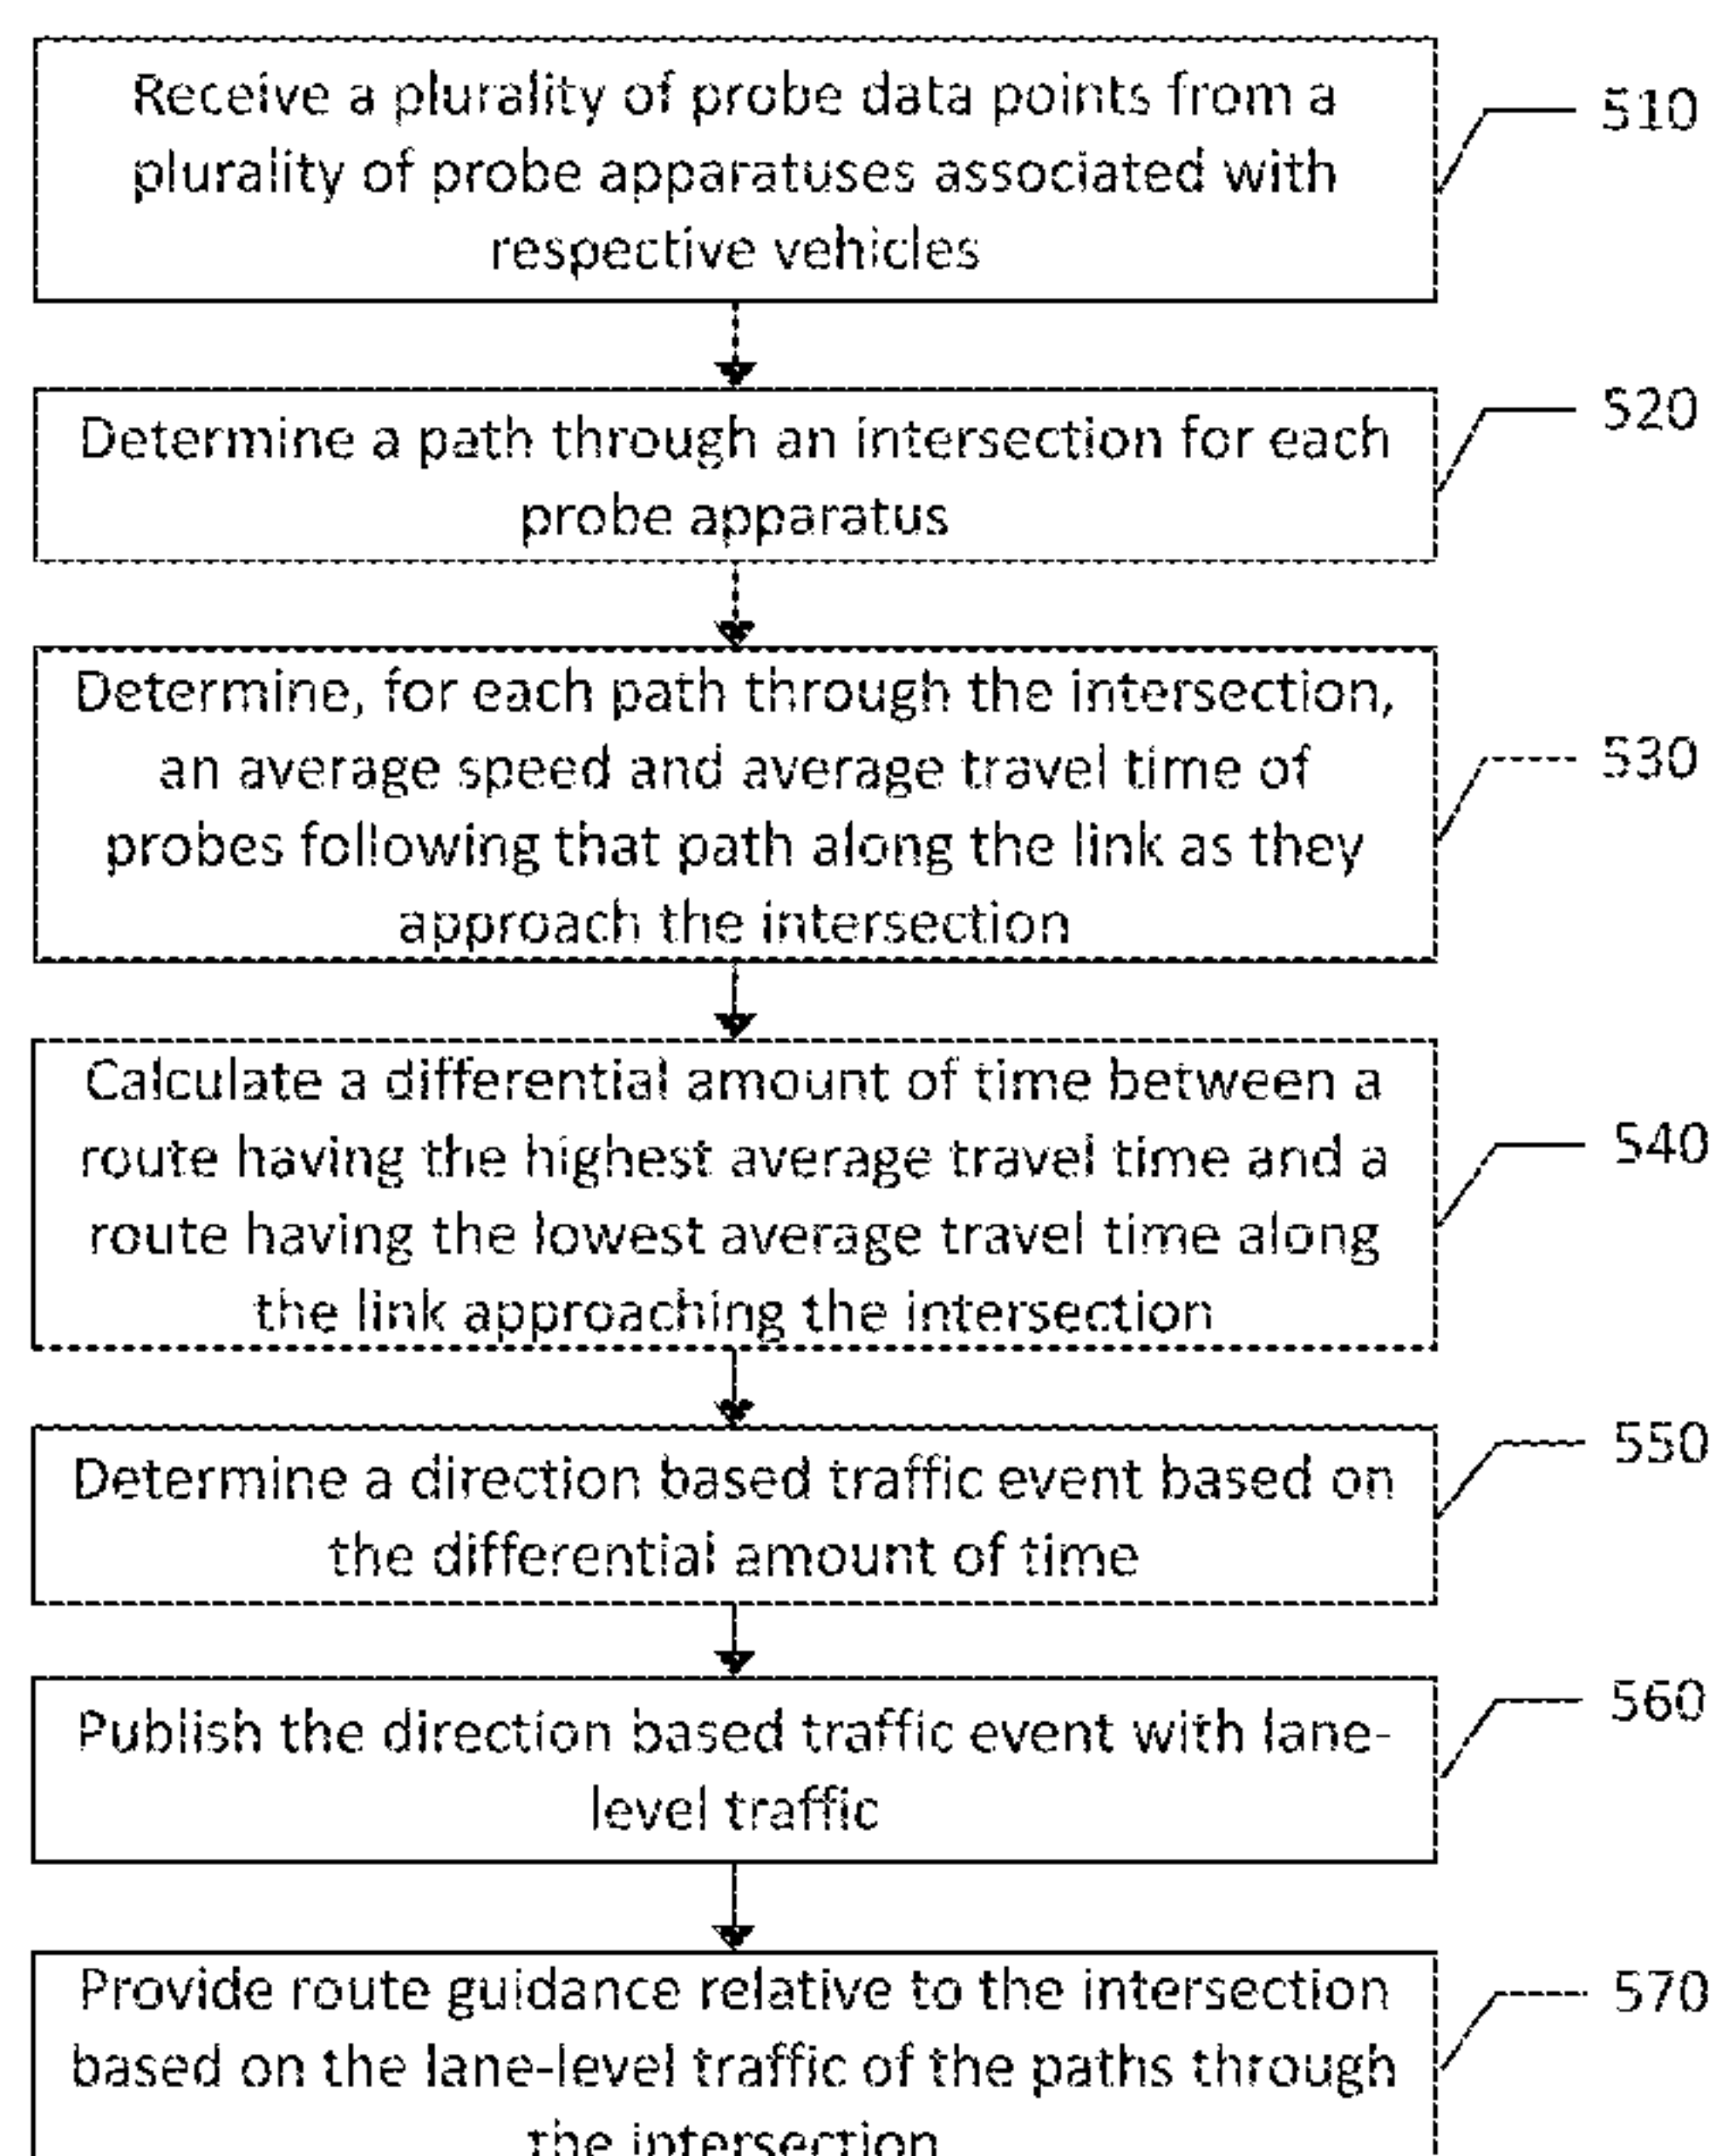 Receive a plurality of probe data points from a
plurality of probe apparatuses associated with
respective vehicles
510
Determine a path through an intersection for each
probe apparatus
520
Determine, for each path through the intersection,
an average speed and average travel time of
probes following that path along the link as they
approach the intersection
530
Calculate a differential amount of time between a
route having the highest average travel time and a
route having the lowest average travel time along
the link approaching the intersection
540
Determine a direction based traffic event based on
the differential amount of time
550
Publish the direction based traffic event with lane-
level traffic
560
Provide route guidance relative to the intersection
based on the lane-level traffic of the paths through
the intersection
570